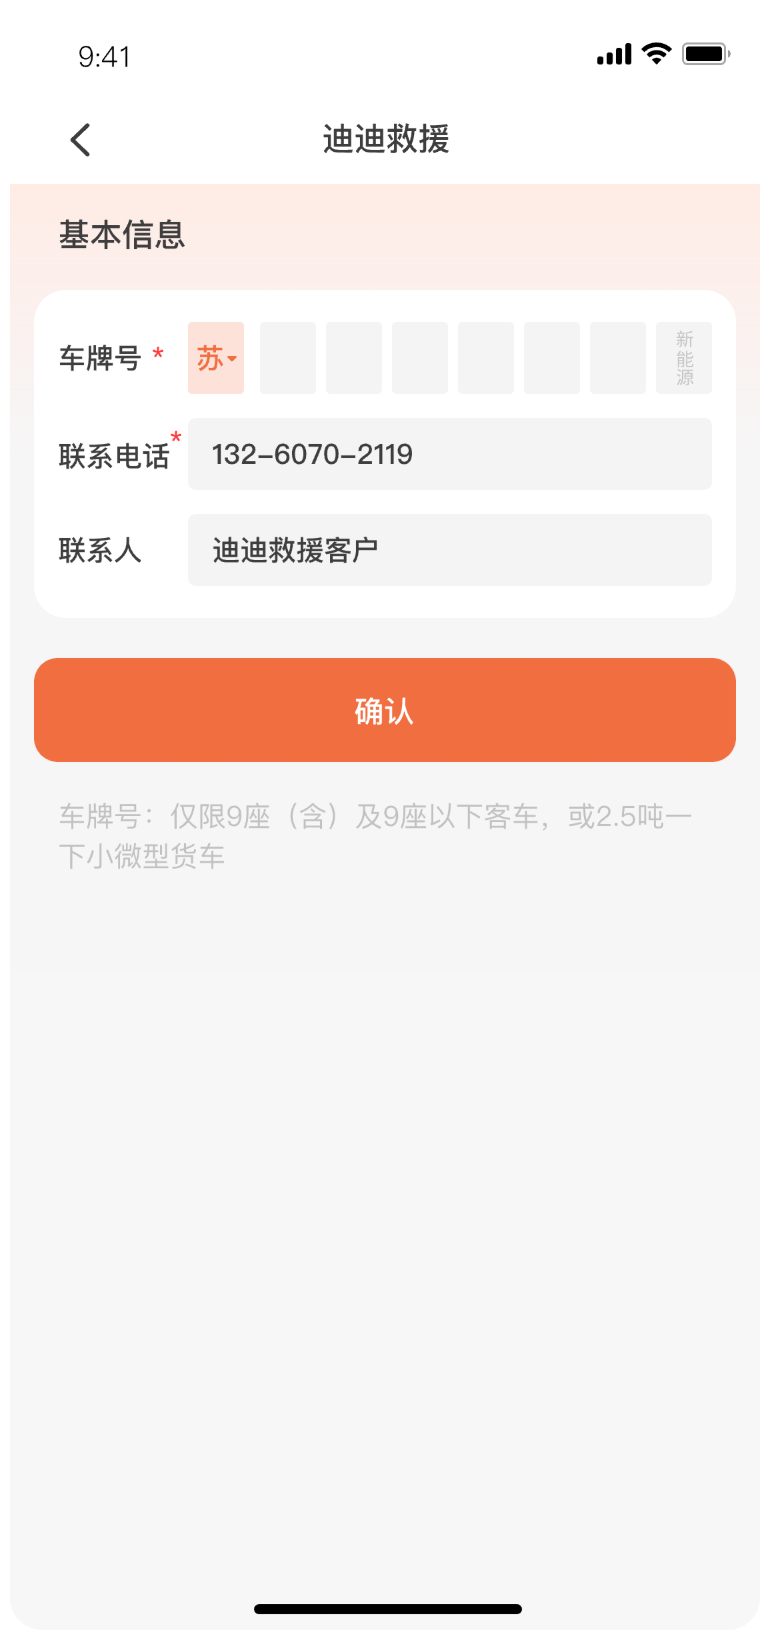 9:41
迪迪救援
基本信息
车牌号 * 苏 新能源
联系电话* 132-6070-2119
联系人 迪迪救援客户
确认
车牌号：仅限9座（含）及9座以下客车，或2.5吨一
下小微型货车